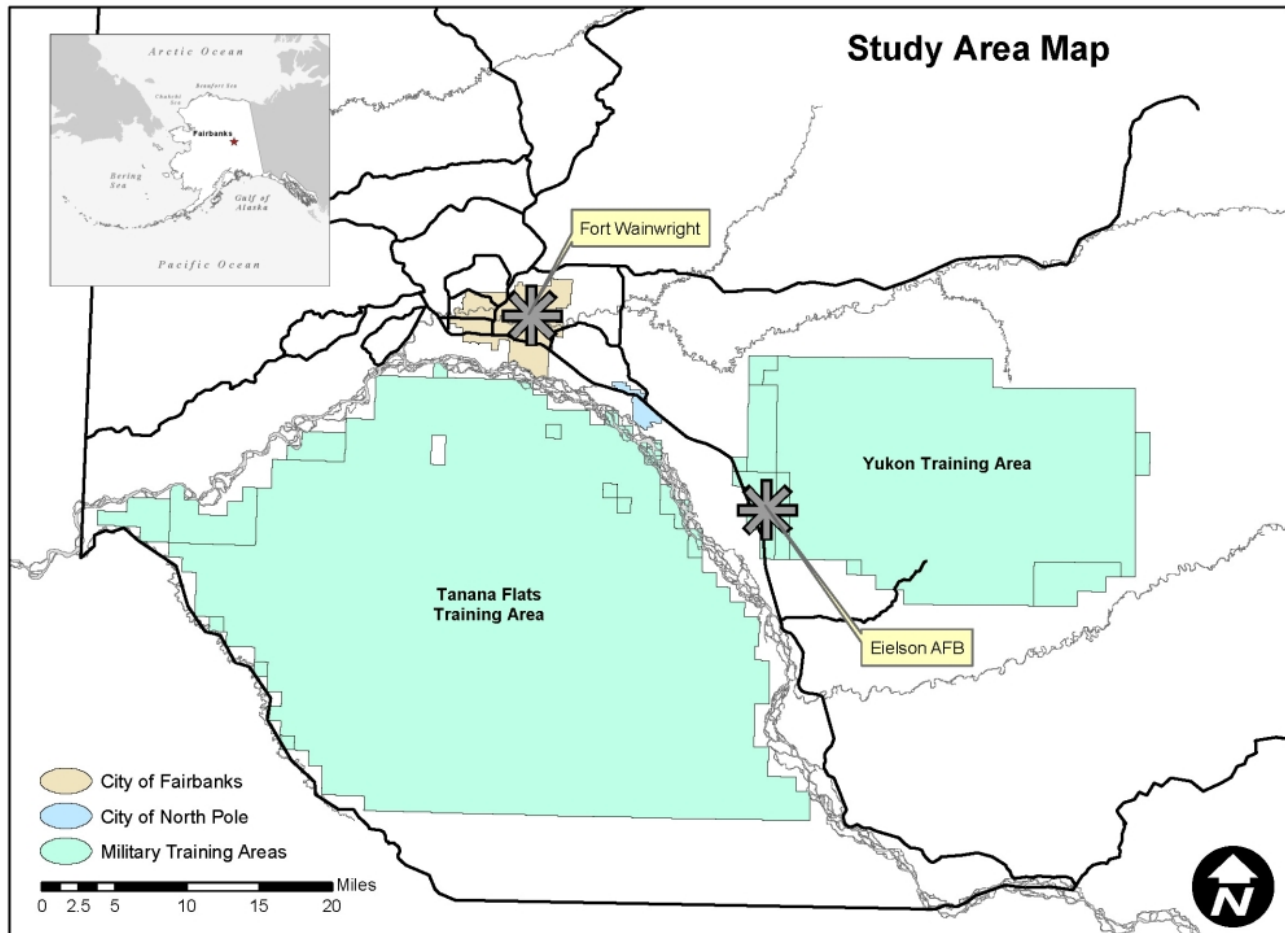 Study Area Map
Arctic Ocean
Beaufort Sea
Chukchi
Sea
Fairbanks
Bering
Sea
Gulf of
Alaska
Pacific Ocean
Fort Wainwright
Yukon Training Area
Tanana Flats
Training Area
Eielson AFB
City of Fairbanks
City of North Pole
Military Training Areas
Miles
0 2.5 5 10 15 20
N